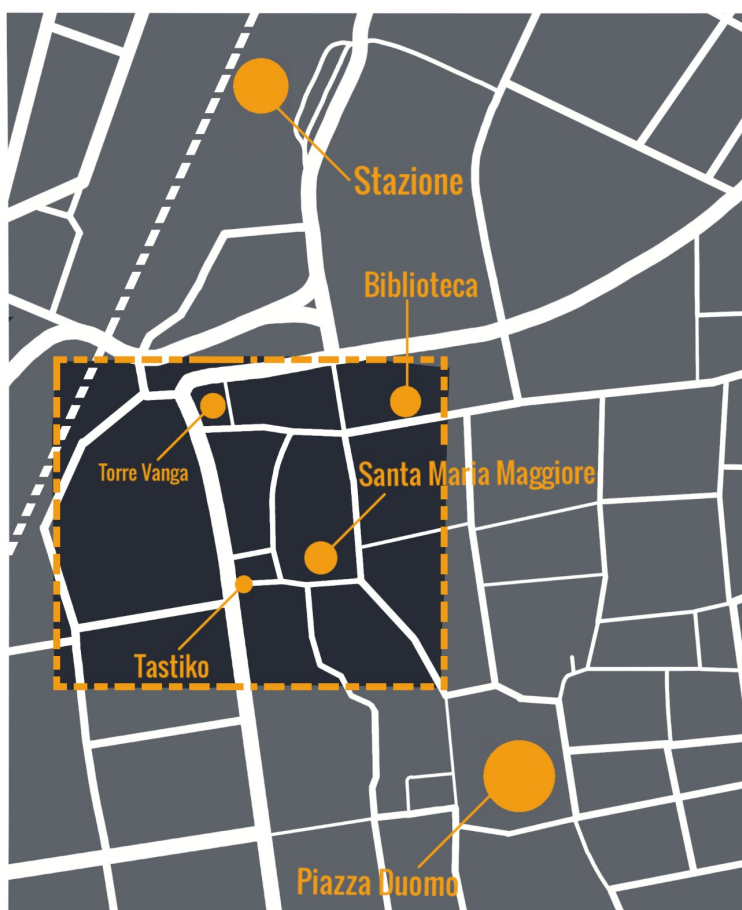 Stazione
Biblioteca
Torre Vanga
Santa Maria Maggiore
Tastiko
Piazza Duomo